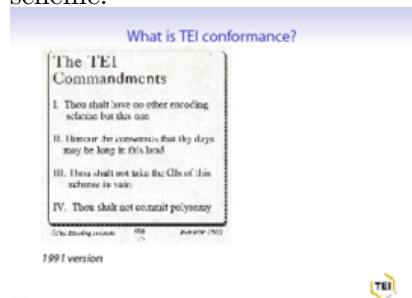 scheme.
What is TEI conformance?
The TEI
Commandments
I. Thou shalt have no other encoding
scheme but this one
II. Honour the consensus that thy days
may be long in this land
III. Thou shalt not take the GIs of this
scheme in vain
IV. Thou shalt not commit polysemy
1991 version
TEI